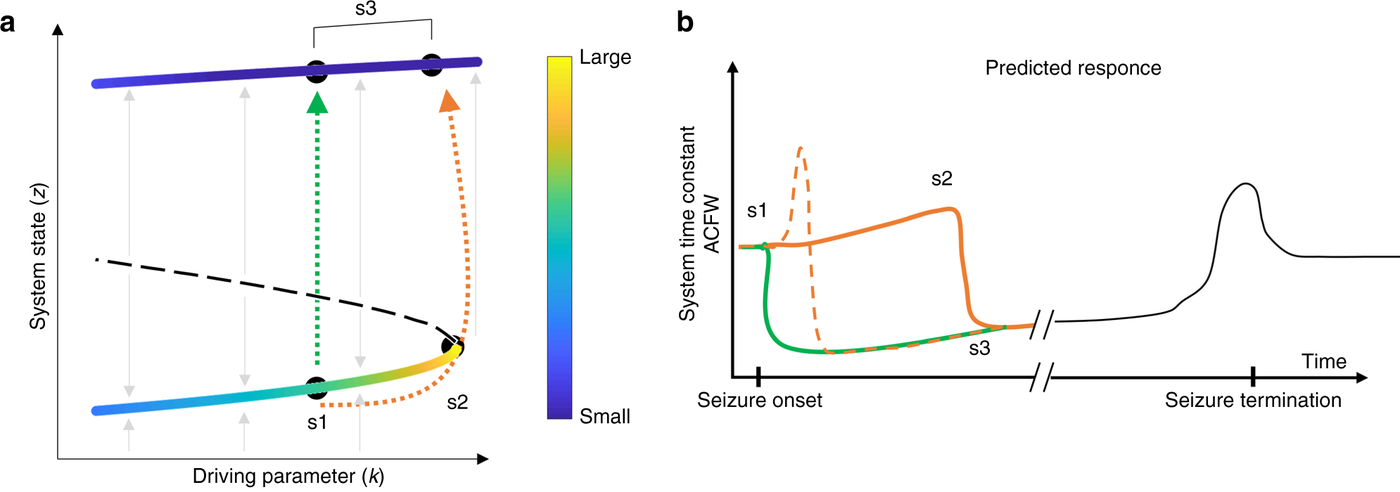 a
s3
System state (z)
s1
s2
Driving parameter (k)
Large
Small
b
Predicted responce
System time constant
ACFW
s1
s2
s3
Time
Seizure onset
Seizure termination